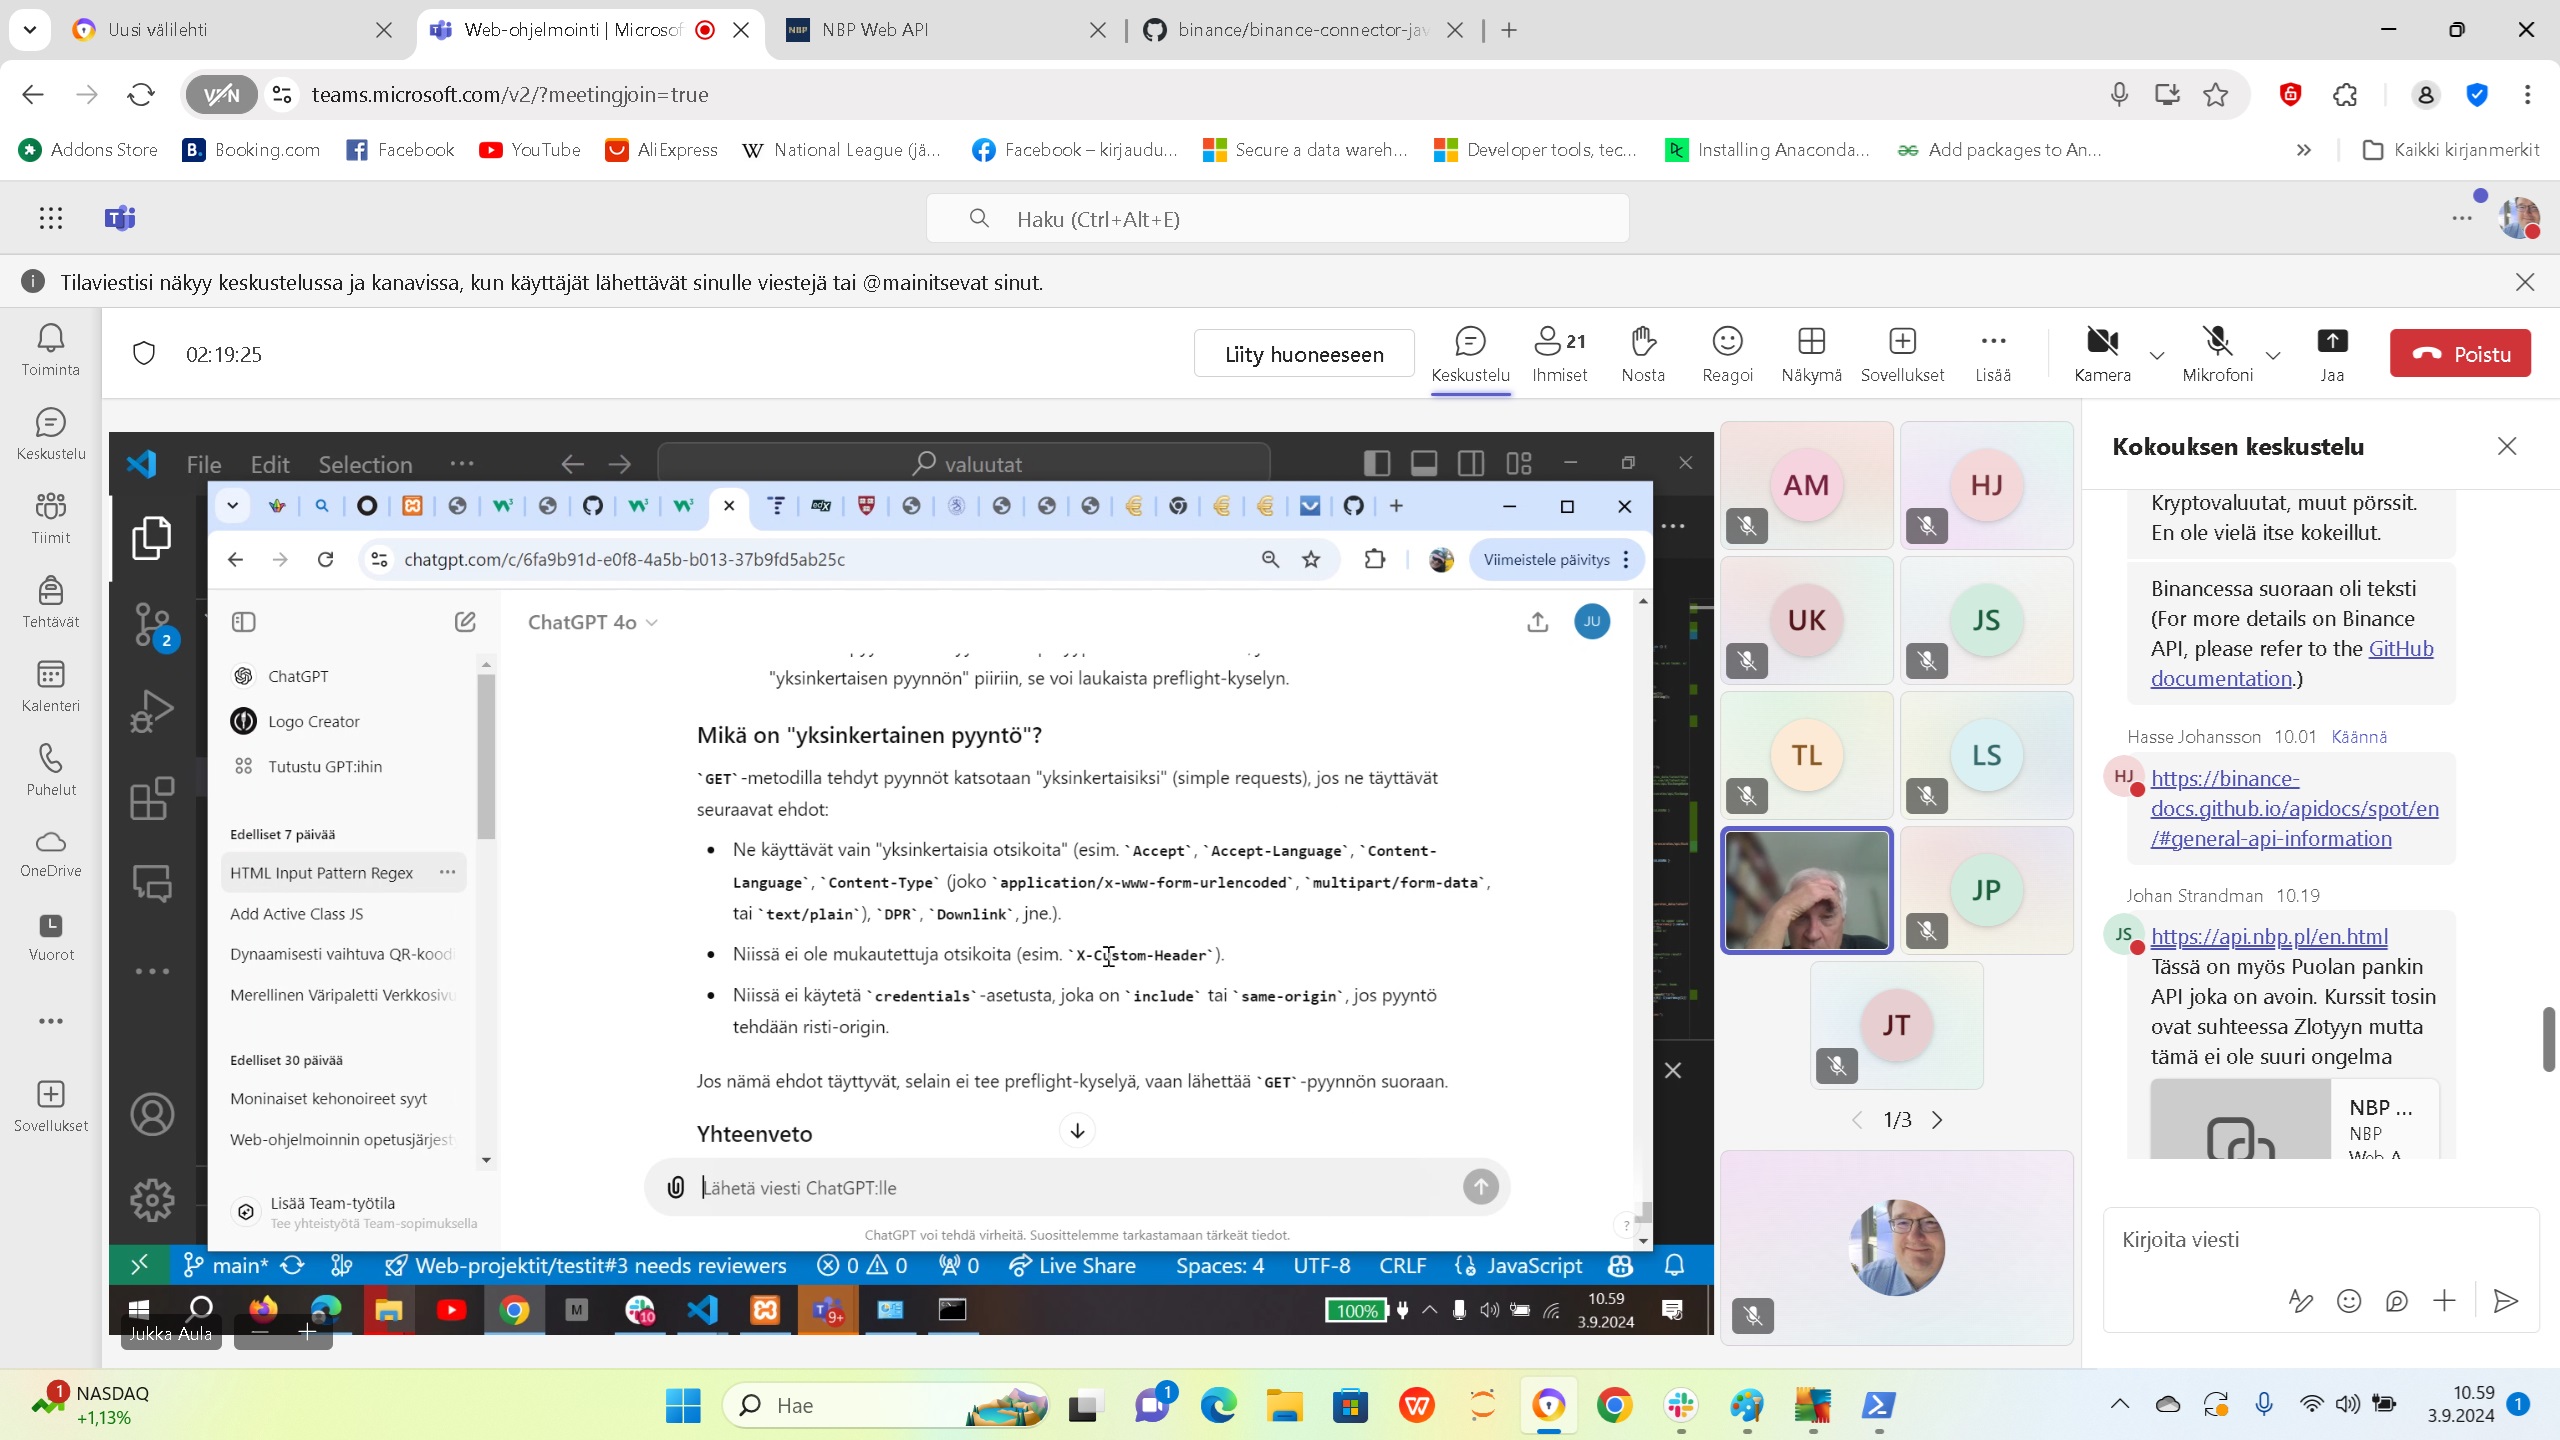 Uusi välilehti
Web-ohjelmointi | Microsof
NBP Web API
binance/binance-connector-jav
VPN
teams.microsoft.com/v2/?meetingjoin=true
Addons Store
Booking.com
Facebook
YouTube
AliExpress
National League (jä...
Facebook – kirjaudu...
Secure a data wareh...
Developer tools, tec...
Installing Anaconda...
Add packages to An...
Kaikki kirjanmerkit
Haku (Ctrl+Alt+E)
Tilaviestisi näkyy keskustelussa ja kanavissa, kun käyttäjät lähettävät sinulle viestejä tai @mainitsevat sinut.
Toiminta
Keskustelu
Tiimit
Tehtävät
Kalenteri
Puhelut
OneDrive
Vuorot
Sovellukset
02:19:25
Liity huoneeseen
Keskustelu
21
Ihmiset
Nosta
Reagoi
Näkymä
Sovellukset
Lisää
Kamera
Mikrofoni
Jaa
Poistu
File Edit Selection ...
valuutat
2
chatgpt.com/c/6fa9b91d-e0f8-4a5b-b013-37b9fd5ab25c
Viimeistele päivitys
ChatGPT
Logo Creator
Tutustu GPT:ihin
Edelliset 7 päivää
HTML Input Pattern Regex
Add Active Class JS
Dynaamisesti vaihtuva QR-koodi
Merellinen Väripaletti Verkkosivu
Edelliset 30 päivää
Moninaiset kehonoireet syyt
Web-ohjelmoinnin opetusjärjest
Lisää Team-työtila
Tee yhteistyötä Team-sopimuksella
ChatGPT 4o
JU
"yksinkertaisen pyynnön" piiriin, se voi laukaista preflight-kyselyn.
Mikä on "yksinkertainen pyyntö"?
`GET`-metodilla tehdyt pyynnöt katsotaan "yksinkertaisiksi" (simple requests), jos ne täyttävät
seuraavat ehdot:
Ne käyttävät vain "yksinkertaisia otsikoita" (esim. `Accept`, `Accept-Language`, `Content-
Language`, `Content-Type` (joko `application/x-www-form-urlencoded`, `multipart/form-data`,
tai `text/plain`), `DPR`, `Downlink`, jne.).
Niissä ei ole mukautettuja otsikoita (esim. `X-Custom-Header`).
Niissä ei käytetä `credentials`-asetusta, joka on `include` tai `same-origin`, jos pyyntö
tehdään risti-origin.
Jos nämä ehdot täyttyvät, selain ei tee preflight-kyselyä, vaan lähettää `GET`-pyynnön suoraan.
Yhteenveto
Lähetä viesti ChatGPT:lle
ChatGPT voi tehdä virheitä. Suosittelemme tarkastamaan tärkeät tiedot.
?
main* Web-projektit/testit#3 needs reviewers 0 0 0 Live Share Spaces: 4 UTF-8 CRLF JavaScript
10
9+
100%
10.59
3.9.2024
Jukka Aula
AM
HJ
UK
JS
TL
LS
JP
JT
1/3
Kokouksen keskustelu
Kryptovaluutat, muut pörssit.
En ole vielä itse kokeillut.
Binancessa suoraan oli teksti
(For more details on Binance
API, please refer to the GitHub
documentation.)
Hasse Johansson 10.01 Käännä
HJ
https://binance-
docs.github.io/apidocs/spot/en
/#general-api-information
Johan Strandman 10.19
JS
https://api.nbp.pl/en.html
Tässä on myös Puolan pankin
API joka on avoin. Kurssit tosin
ovat suhteessa Zlotyyn mutta
tämä ei ole suuri ongelma
NBP ...
NBP
Web A
Kirjoita viesti
1
NASDAQ
+1,13%
Hae
1
10.59
3.9.2024
1